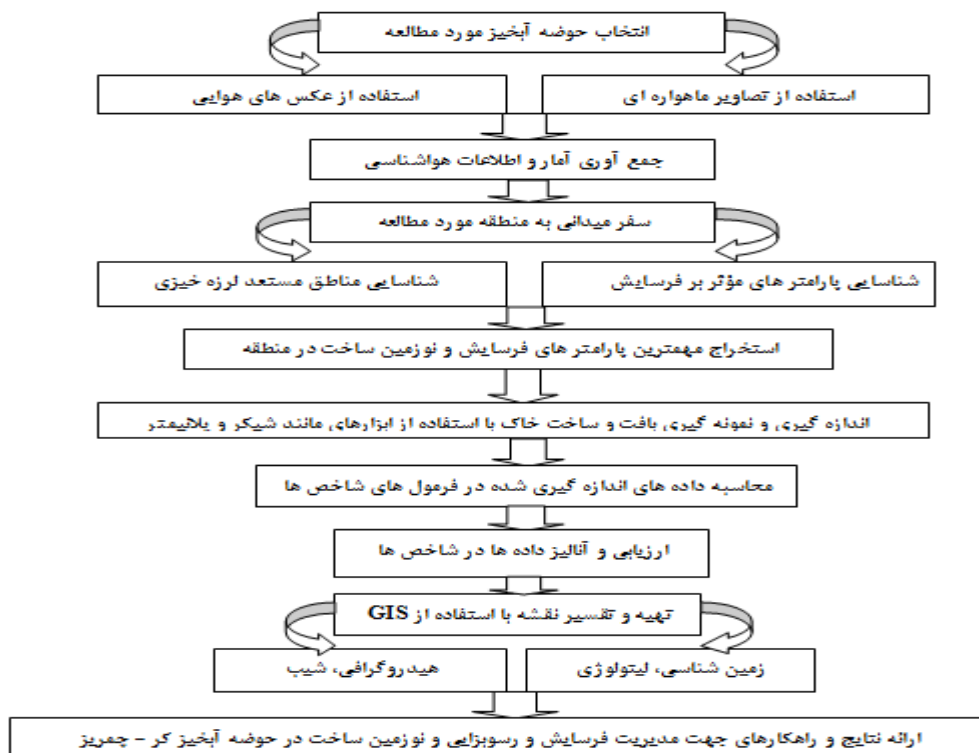 انتخاب حوضه آبخیز مورد مطالعه
استفاده از تصاویر ماهواره ای
استفاده از عکس های هوایی
جمع آوری آمار و اطلاعات هواشناسی
سفر میدانی به منطقه مورد مطالعه
شناسایی پارامتر های مؤثر بر فرسایش
شناسایی مناطق مستعد لرزه خیزی
استخراج مهمترین پارامتر های فرسایش و نوزمین ساخت در منطقه
اندازه گیری و نمونه گیری بافت و ساخت خاک با استفاده از ابزارهای مانند شیکر و پلانیمتر
محاسبه داده های اندازه گیری شده در فرمول های شاخص ها
ارزیابی و آنالیز داده ها در شاخص ها
تهیه و تقسیر نقشه با استفاده از GIS
زمین شناسی، لیتولوژی
هیدروگرافی، شیب
ارائه نتایج و راهکارهای جهت مدیریت فرسایش و رسوبزایی و نوزمین ساخت در حوضه آبخیز کر – چمریز